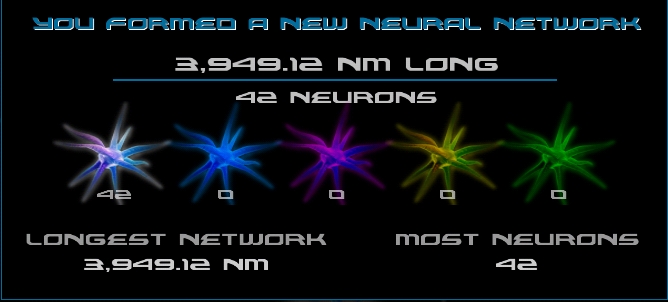 YOU FORMED A NEW NEURAL NETWORK
3,949.12 NM LONG
42 NEURONS
42 0 0 0 0
LONGEST NETWORK MOST NEURONS
3,949.12 NM 42